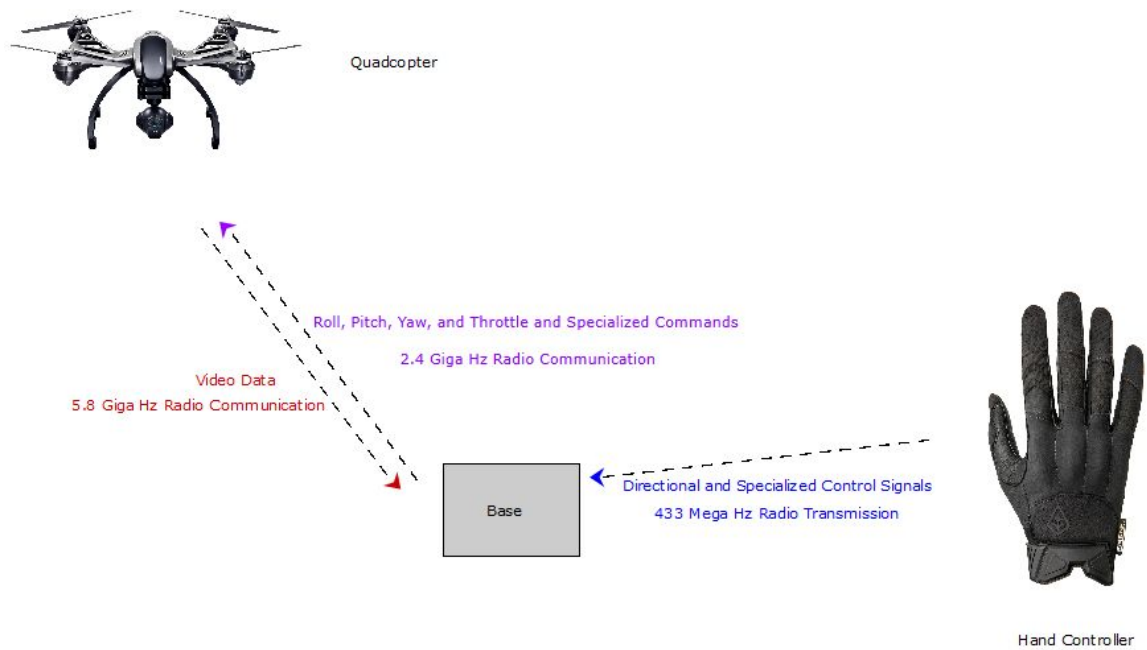 Quadcopter
Roll, Pitch, Yaw, and Throttle and Specialized Commands
2.4 Giga Hz Radio Communication
Video Data
5.8 Giga Hz Radio Communication
Base
Directional and Specialized Control Signals
433 Mega Hz Radio Transmission
Hand Controller